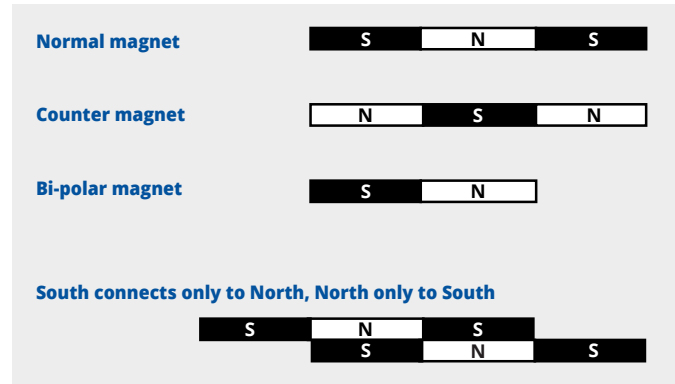 Normal magnet S N S
Counter magnet N S N
Bi-polar magnet S N
South connects only to North, North only to South
S N S
S N S